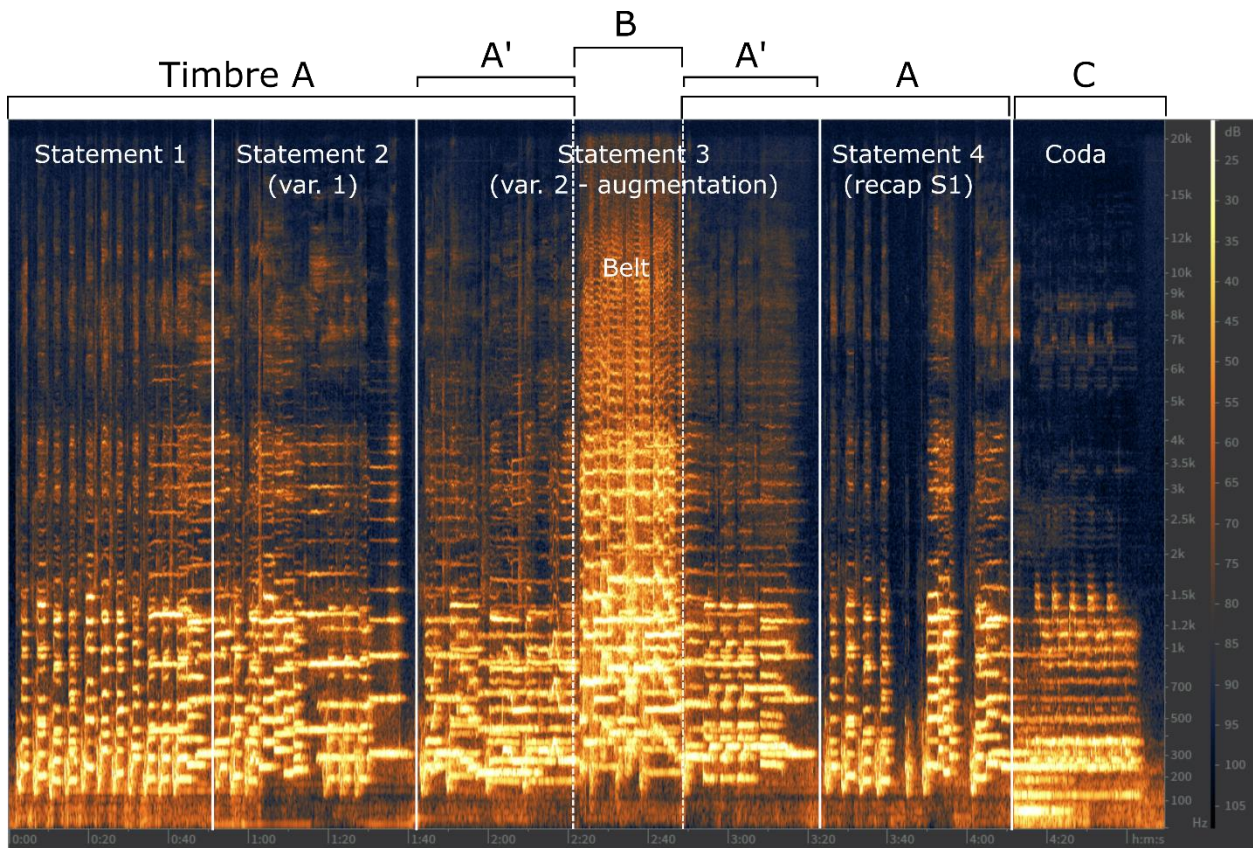 B
A'
A'
Timbre A
A
C
Statement 1
Statement 2
(var. 1)
Statement 3
(var. 2 - augmentation)
Statement 4
(recap S1)
Coda
Belt
dB
25
30
35
40
45
50
55
60
65
70
75
80
85
90
95
100
105
20k
15k
12k
10k
9k
8k
7k
6k
5k
4k
3.5k
3k
2.5k
2k
1.5k
1.2k
1k
700
500
300
200
100
Hz
0:00 0:20 0:40 1:00 1:20 1:40 2:00 2:20 2:40 3:00 3:20 3:40 4:00 4:20 h:m:s